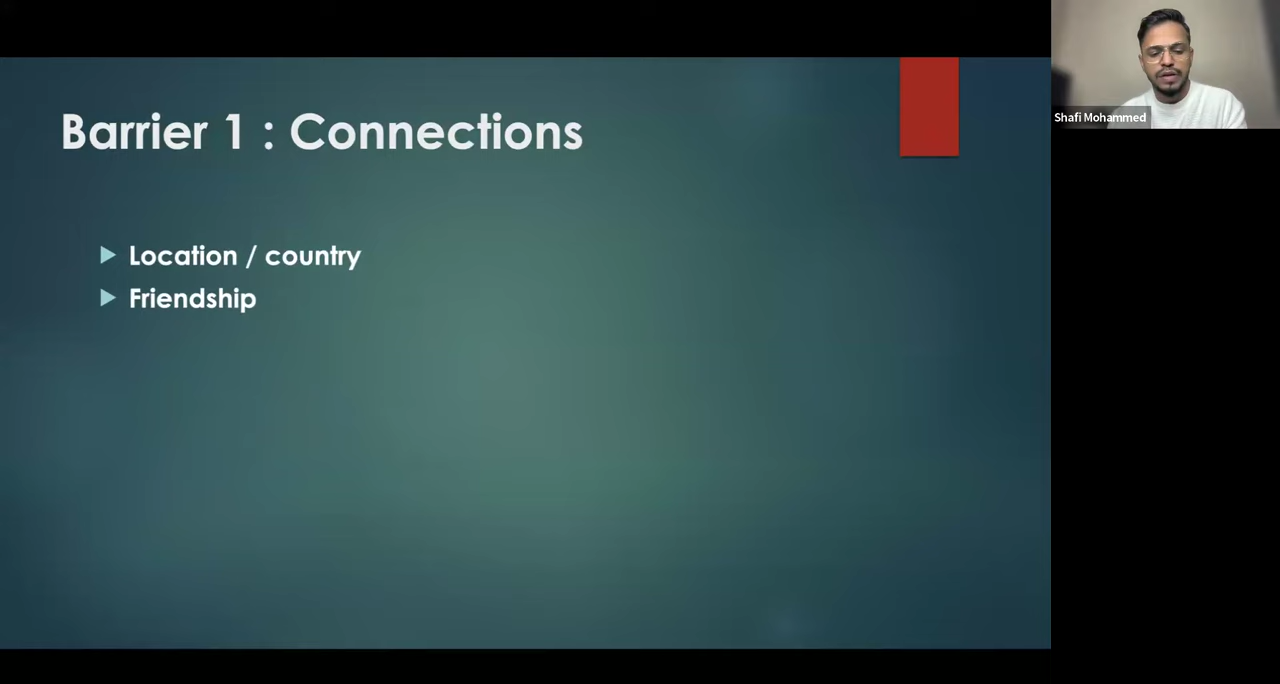 Barrier 1 : Connections
Location / country
Friendship
Shafi Mohammed